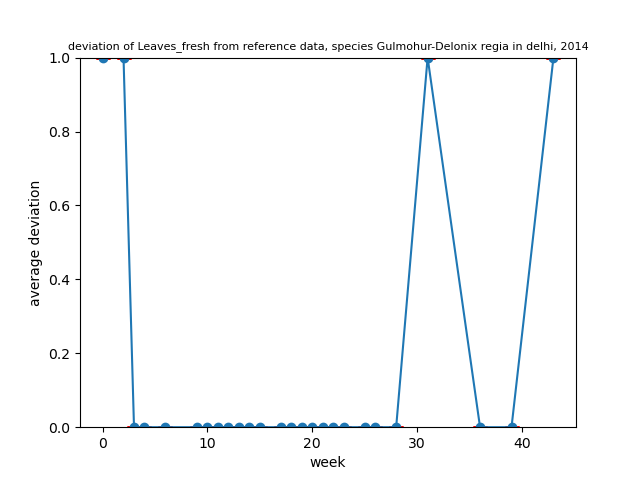 deviation of Leaves_fresh from reference data, species Gulmohur-Delonix regia in delhi, 2014
1.0
0.8
0.6
0.4
0.2
0.0
average deviation
0 10 20 30 40
week